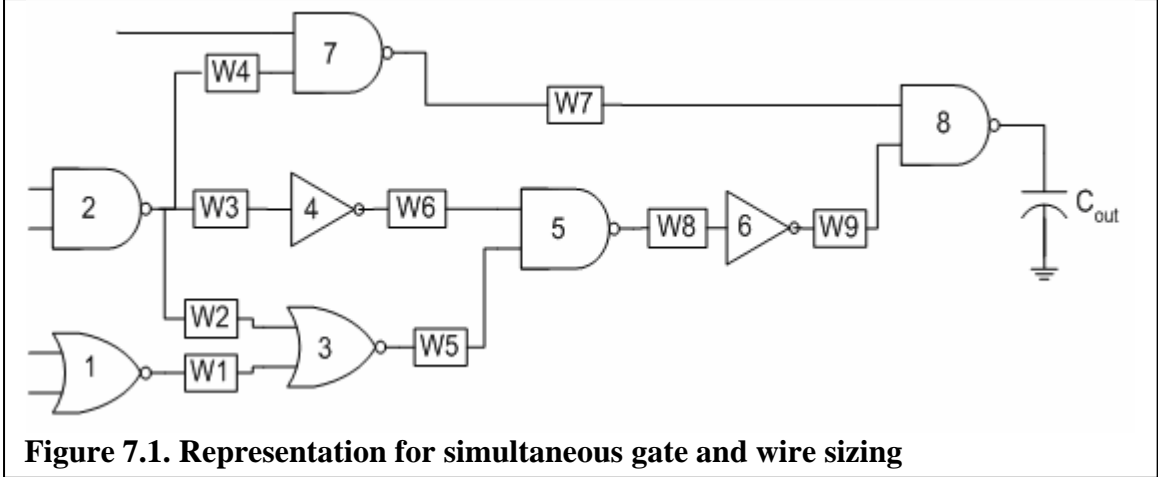 7
W4
W7
8
2
W3
4
W6
5
W8
6
W9
C out
W2
3
W5
1
W1
Figure 7.1. Representation for simultaneous gate and wire sizing